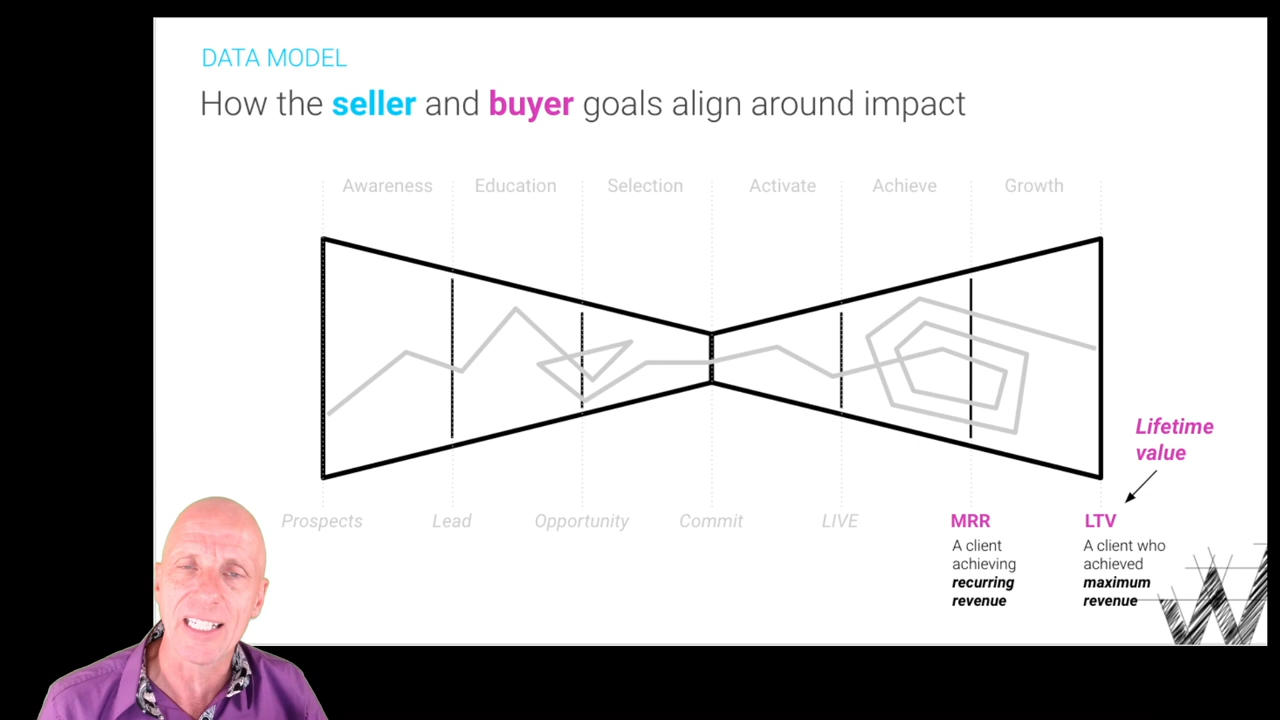 DATA MODEL
How the seller and buyer goals align around impact
Awareness Education Selection Activate Achieve Growth
Lifetime
value
Prospects Lead Opportunity Commit LIVE MRR LTV
A client A client who
achieving achieved
recurring maximum
revenue revenue
W